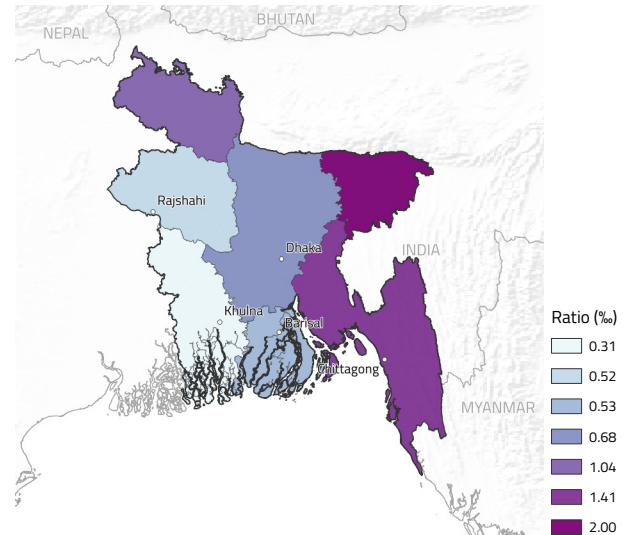 BHUTAN
NEPAL
Rajshahi
Dhaka
INDIA
Khulna
Barisal
Chittagong
MYANMAR
Ratio (‰)
0.31
0.52
0.53
0.68
1.04
1.41
2.00